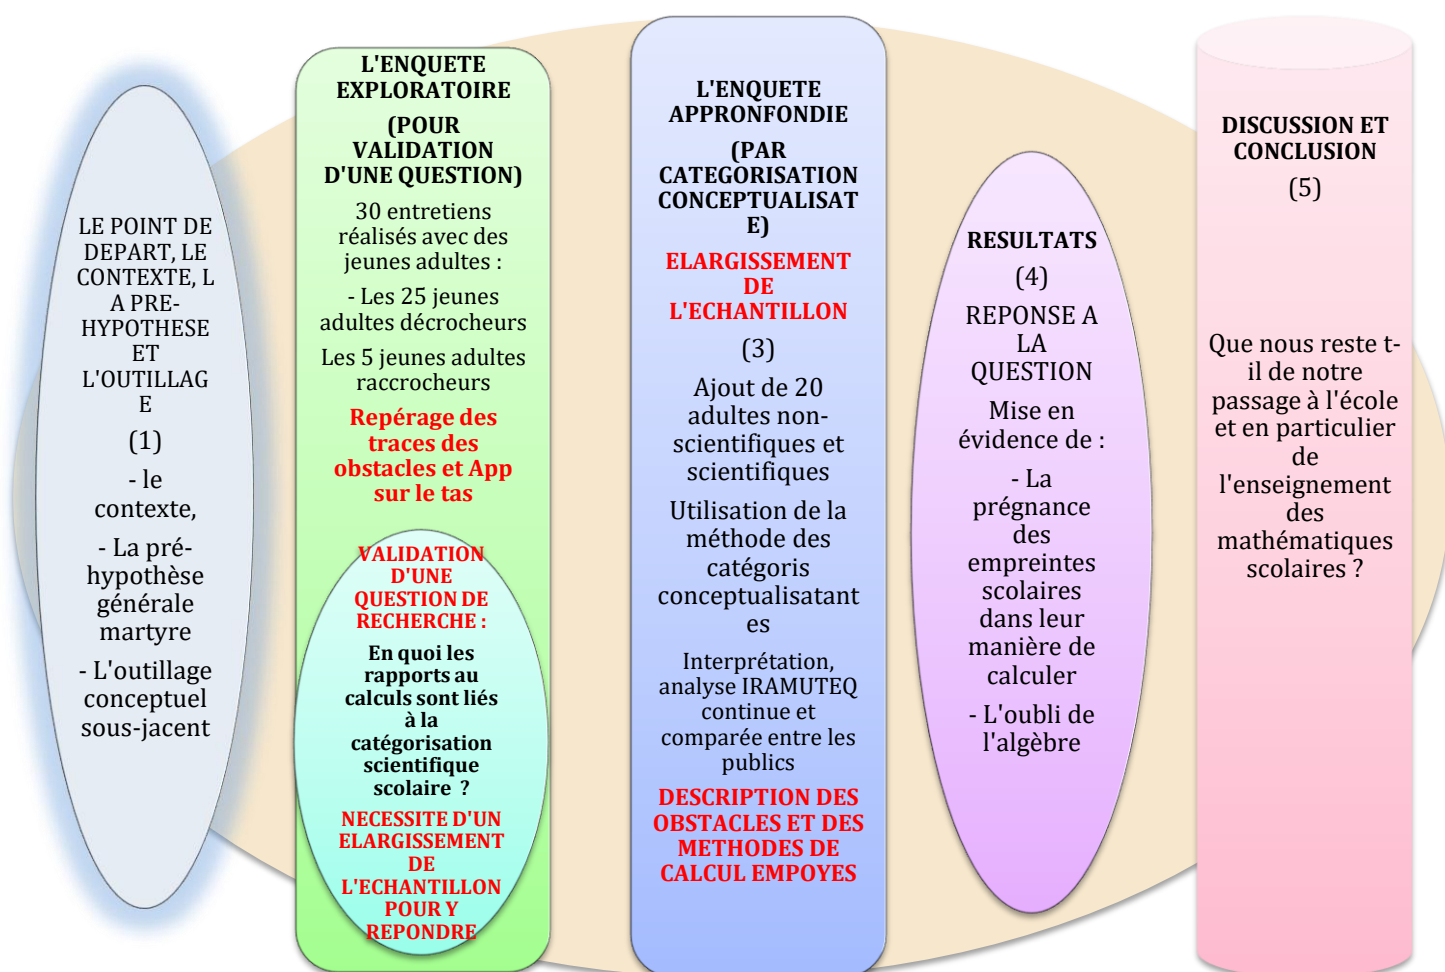 LE POINT DE
DEPART, LE
CONTEXTE, L
A PRE-
HYPOTHESE
ET
L'OUTILLAG
E
(1)
- le
contexte,
- La pré-
hypothèse
générale
martyre
- L'outillage
conceptuel
sous-jacent
L'ENQUETE
EXPLORATOIRE
(POUR
VALIDATION
D'UNE QUESTION)
30 entretiens
réalisés avec des
jeunes adultes :
- Les 25 jeunes
adultes décrocheurs
Les 5 jeunes adultes
raccrocheurs
Repérage des
traces des
obstacles et App
sur le tas
VALIDATION
D'UNE
QUESTION DE
RECHERCHE :
En quoi les
rapports au
calculs sont liés
à la
catégorisation
scientifique
scolaire ?
NECESSITE D'UN
ELARGISSEMENT
DE
L'ECHANTILLON
POUR Y
REPONDRE
L'ENQUETE
APPRONFONDIE
(PAR
CATEGORISATION
CONCEPTUALISAT
E)
ELARGISSEMENT
DE
L'ECHANTILLON
(3)
Ajout de 20
adultes non-
scientifiques et
scientifiques
Utilisation de la
méthode des
catégoris
conceptualisatant
es
Interprétation,
analyse IRAMUTEQ
continue et
comparée entre les
publics
DESCRIPTION DES
OBSTACLES ET DES
METHODES DE
CALCUL EMPOYES
RESULTATS
(4)
REPONSE A
LA
QUESTION
Mise en
évidence de :
- La
prégnance
des
empreintes
scolaires
dans leur
manière de
calculer
- L'oubli de
l'algèbre
DISCUSSION ET
CONCLUSION
(5)
Que nous reste t-
il de notre
passage à l'école
et en particulier
de
l'enseignement
des
mathématiques
scolaires ?